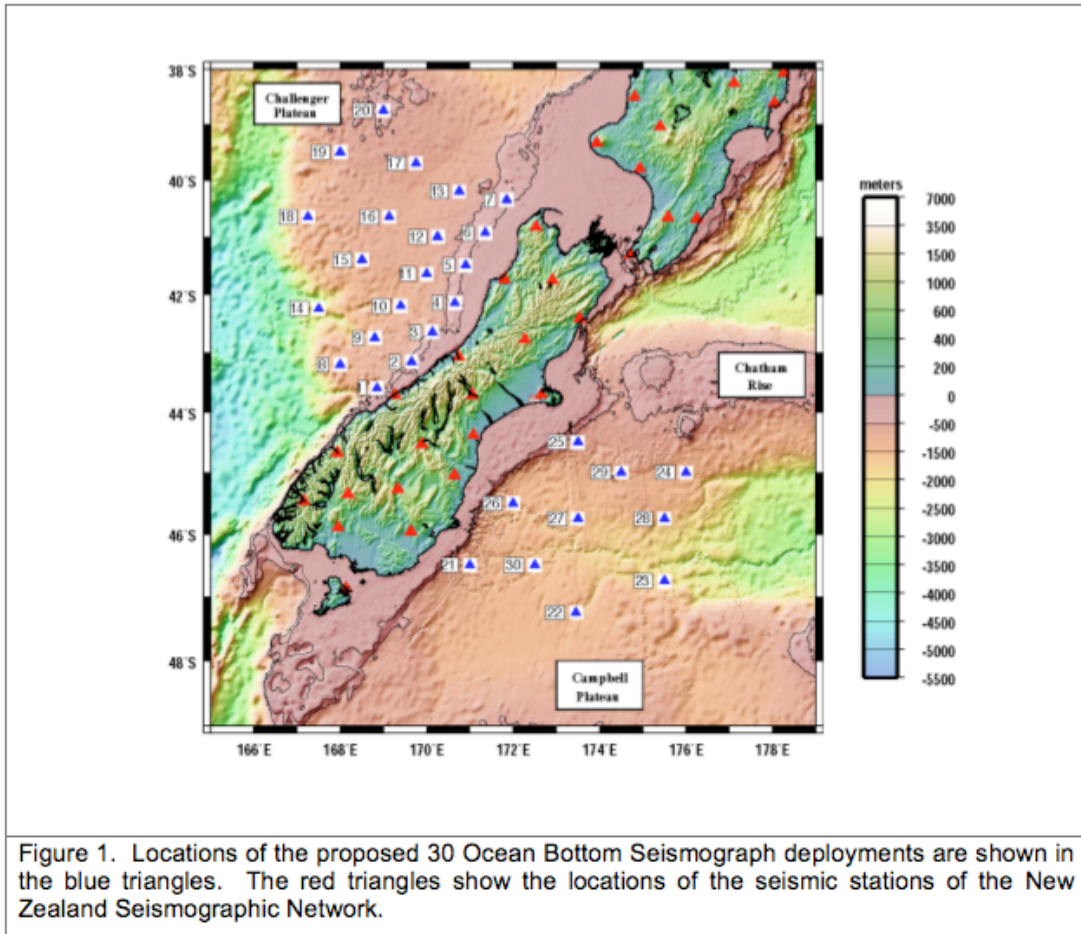 38°S
Challenger
Plateau
20
19
17
40°S
13
7
18
16
6
12
5
15
11
42°S
4
14
10
3
9
2
8
Chatham
Rise
1
44°S
25
29
24
26
27
28
46°S
21
30
23
22
48°S
Campbell
Plateau
166°E
168°E
170°E
172°E
174°E
176°E
178°E
meters
7000
3500
1500
1000
600
400
200
0
-500
-1500
-2000
-2500
-3000
-3500
-4000
-4500
-5000
-5500
Figure 1. Locations of the proposed 30 Ocean Bottom Seismograph deployments are shown in
the blue triangles. The red triangles show the locations of the seismic stations of the New
Zealand Seismographic Network.